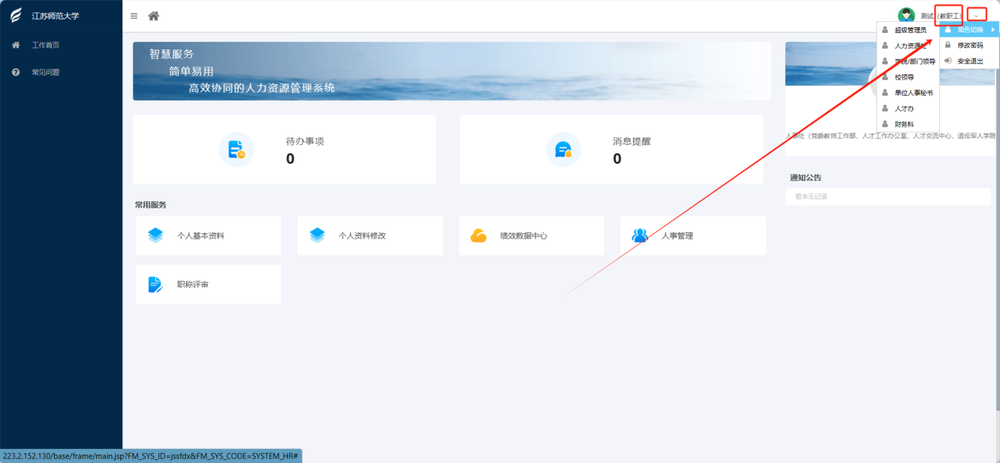 江苏师范大学
工作首页
常见问题
测试 (教职工)
角色切换
修改密码
安全退出
超级管理员
人力资源处
学院/部门领导
校领导
单位人事秘书
人才办
财务科
智慧服务
简单易用
高效协同的人力资源管理系统
待办事项
0
消息提醒
0
人事处（党委教师工作部、人才工作办公室、人才交流中心、退役军人学院
通知公告
暂未无记录
常用服务
个人基本资料
个人资料修改
绩效数据中心
人事管理
职称评审
223.2.152.130/base/frame/main.jsp?FM_SYS_ID=jssfdx&FM_SYS_CODE=SYSTEM_HR#